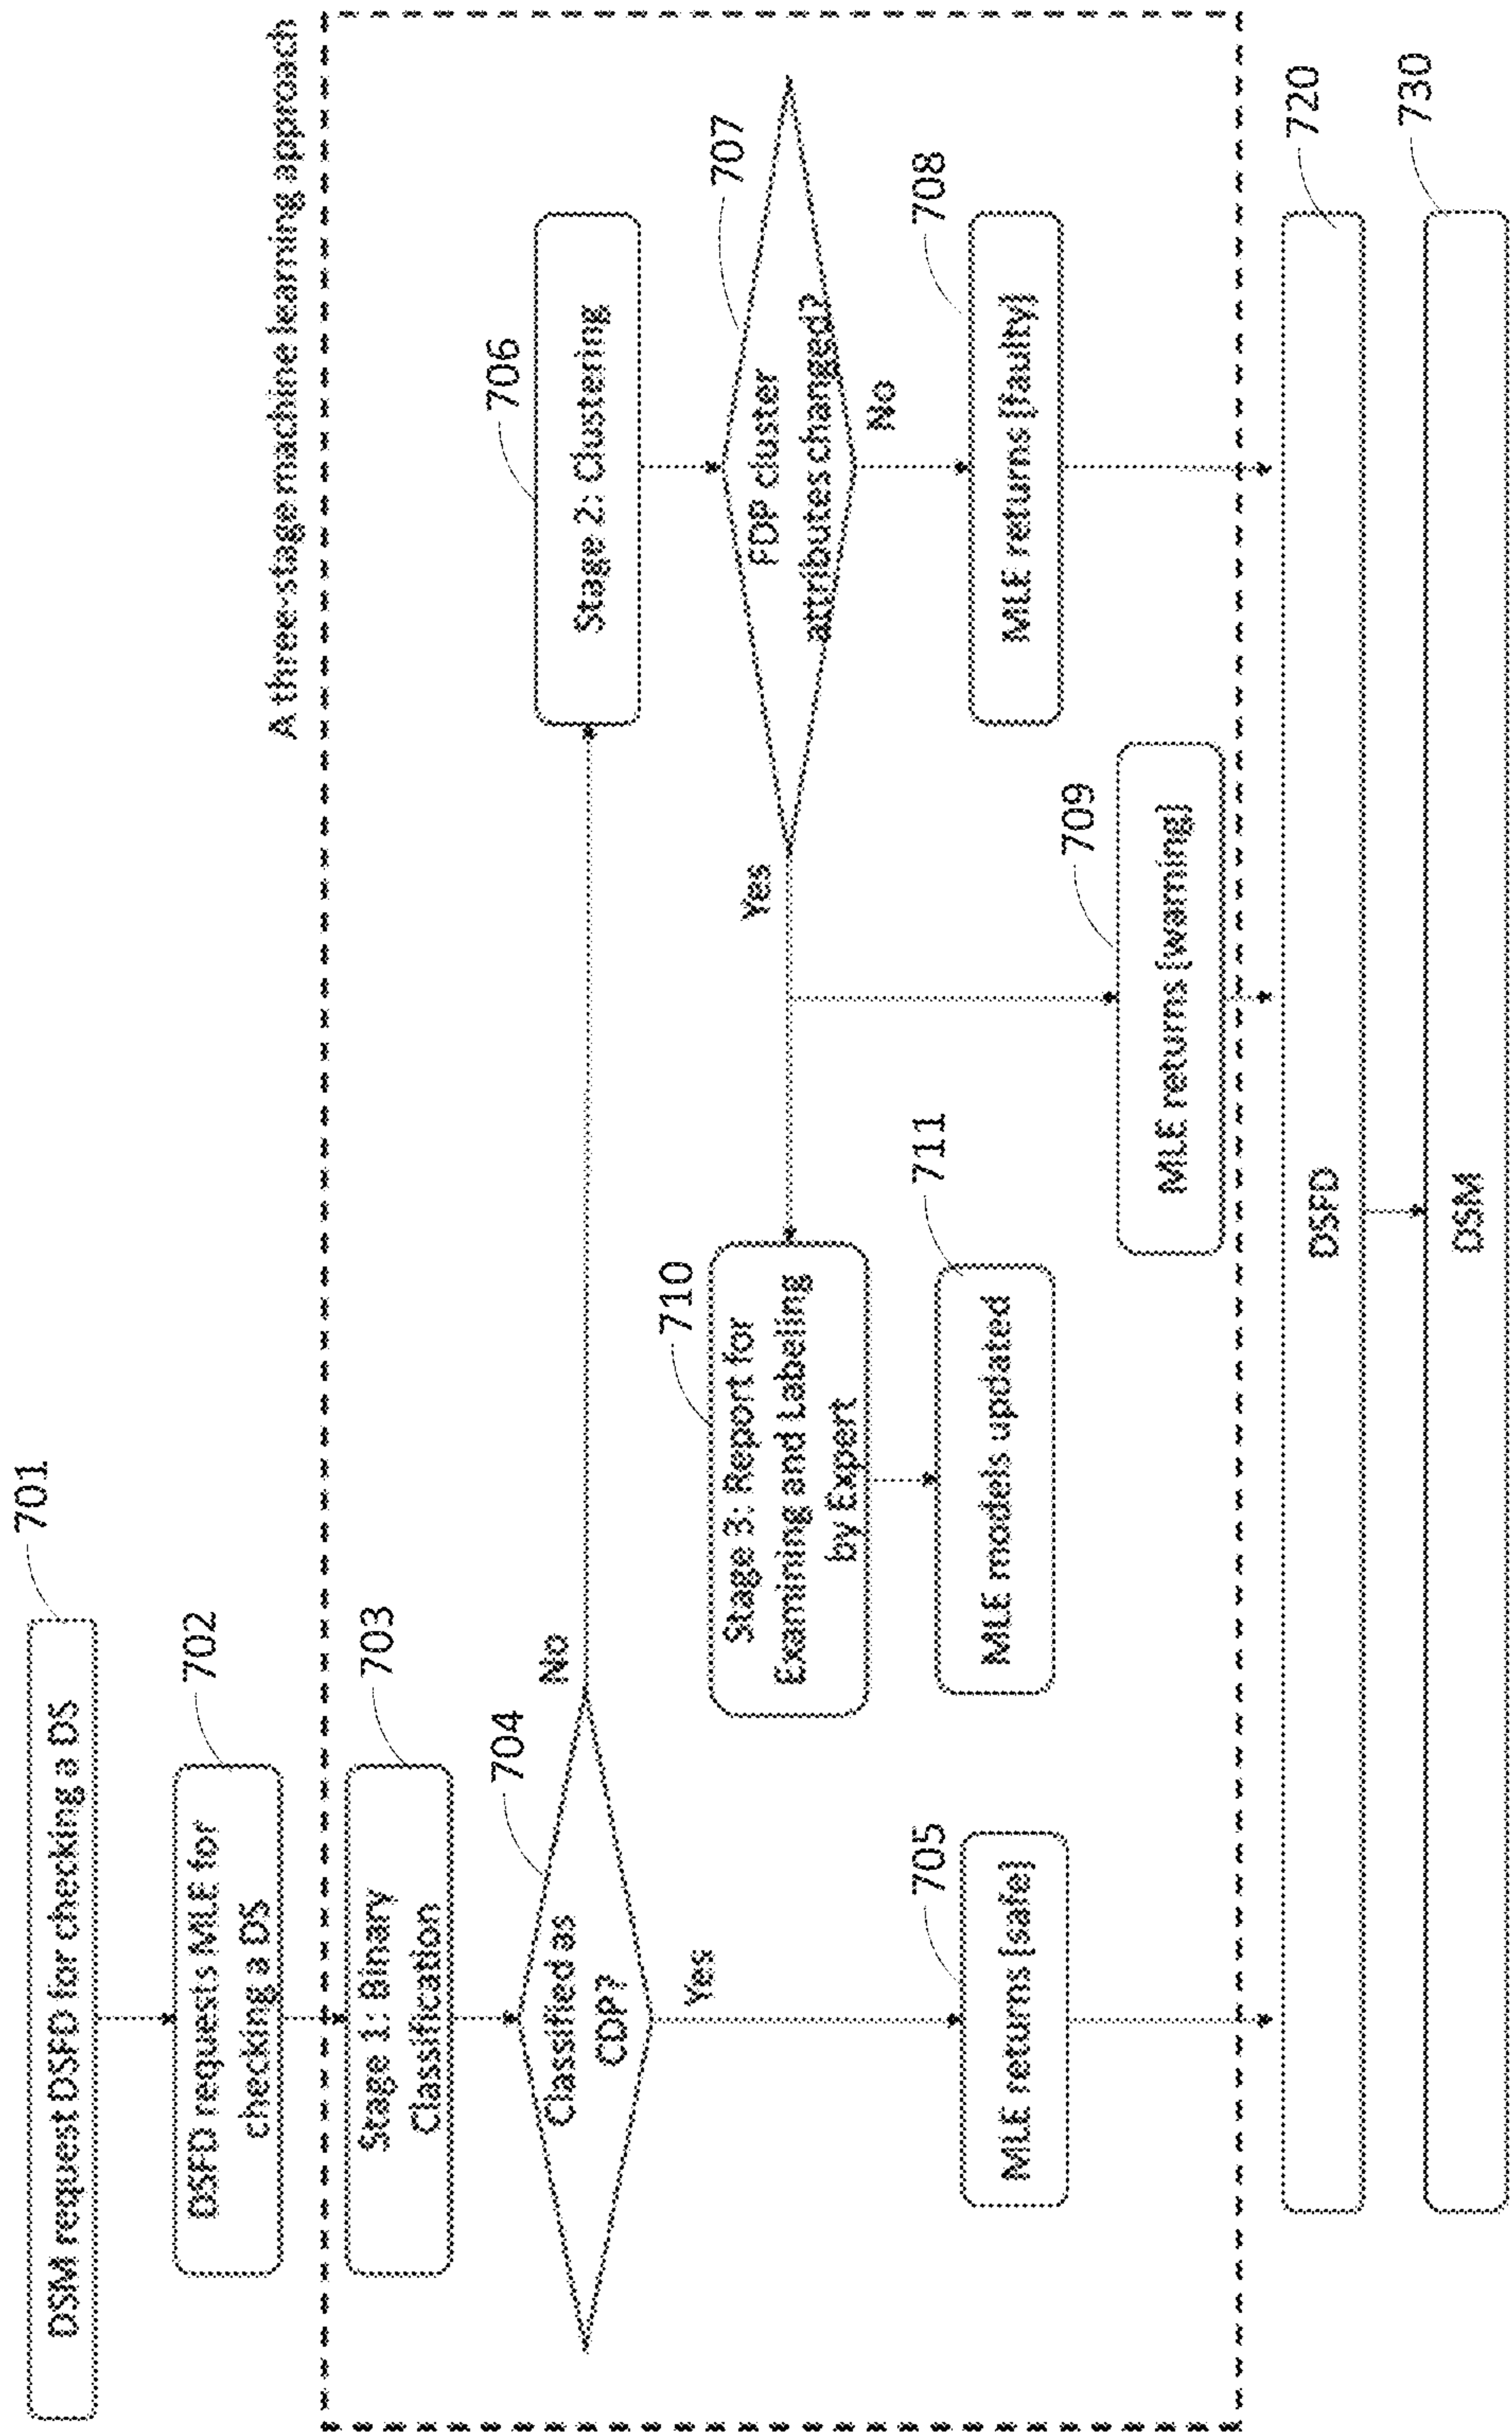 DSM request DSFD for checking a DS
701
DSFD requests MLE for
checking a DS
702
A three-stage machine learning approach
Stage 1: Binary
Classification
703
Classified as
CDP?
704
No
Yes
MLE returns [safe]
705
Stage 2: Clustering
706
FDP cluster
attributes changed?
707
Yes
No
MLE returns [faulty]
708
MLE returns [warning]
709
Stage 3: Report for
Examining and Labeling
by Expert
710
MLE models updated
711
DSFD
720
DSM
730